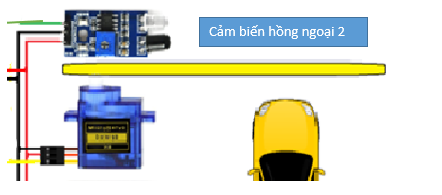 Cảm biến hồng ngoại 2